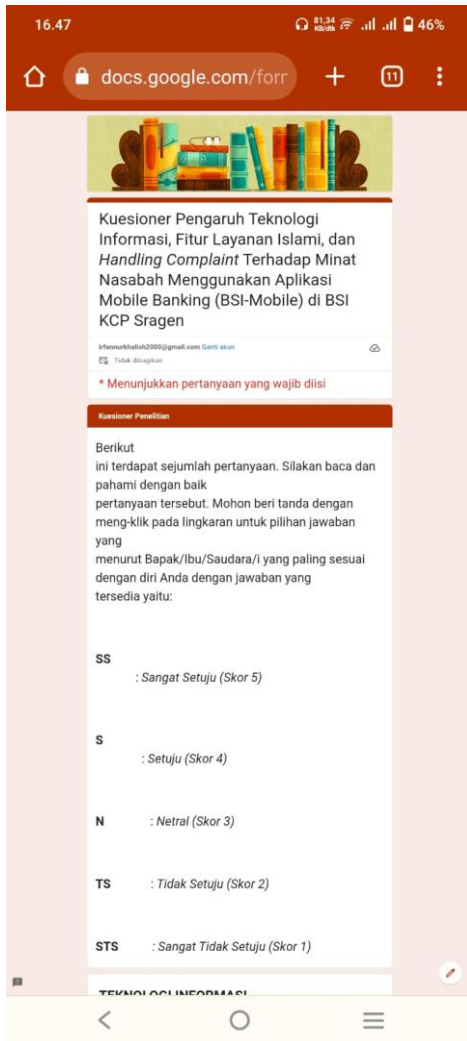 16.47
81,34
KB/dtk
46%
docs.google.com/forr
11
Kuesioner Pengaruh Teknologi
Informasi, Fitur Layanan Islami, dan
Handling Complaint Terhadap Minat
Nasabah Menggunakan Aplikasi
Mobile Banking (BSI-Mobile) di BSI
KCP Sragen
irfannurkhalish2000@gmail.com Ganti akun
Tidak dibagikan
* Menunjukkan pertanyaan yang wajib diisi
Kuesioner Penelitian
Berikut
ini terdapat sejumlah pertanyaan. Silakan baca dan
pahami dengan baik
pertanyaan tersebut. Mohon beri tanda dengan
meng-klik pada lingkaran untuk pilihan jawaban
yang
menurut Bapak/Ibu/Saudara/i yang paling sesuai
dengan diri Anda dengan jawaban yang
tersedia yaitu:
SS
: Sangat Setuju (Skor 5)
S
: Setuju (Skor 4)
N : Netral (Skor 3)
TS : Tidak Setuju (Skor 2)
STS : Sangat Tidak Setuju (Skor 1)
TEKNOLOGI INFORMASI